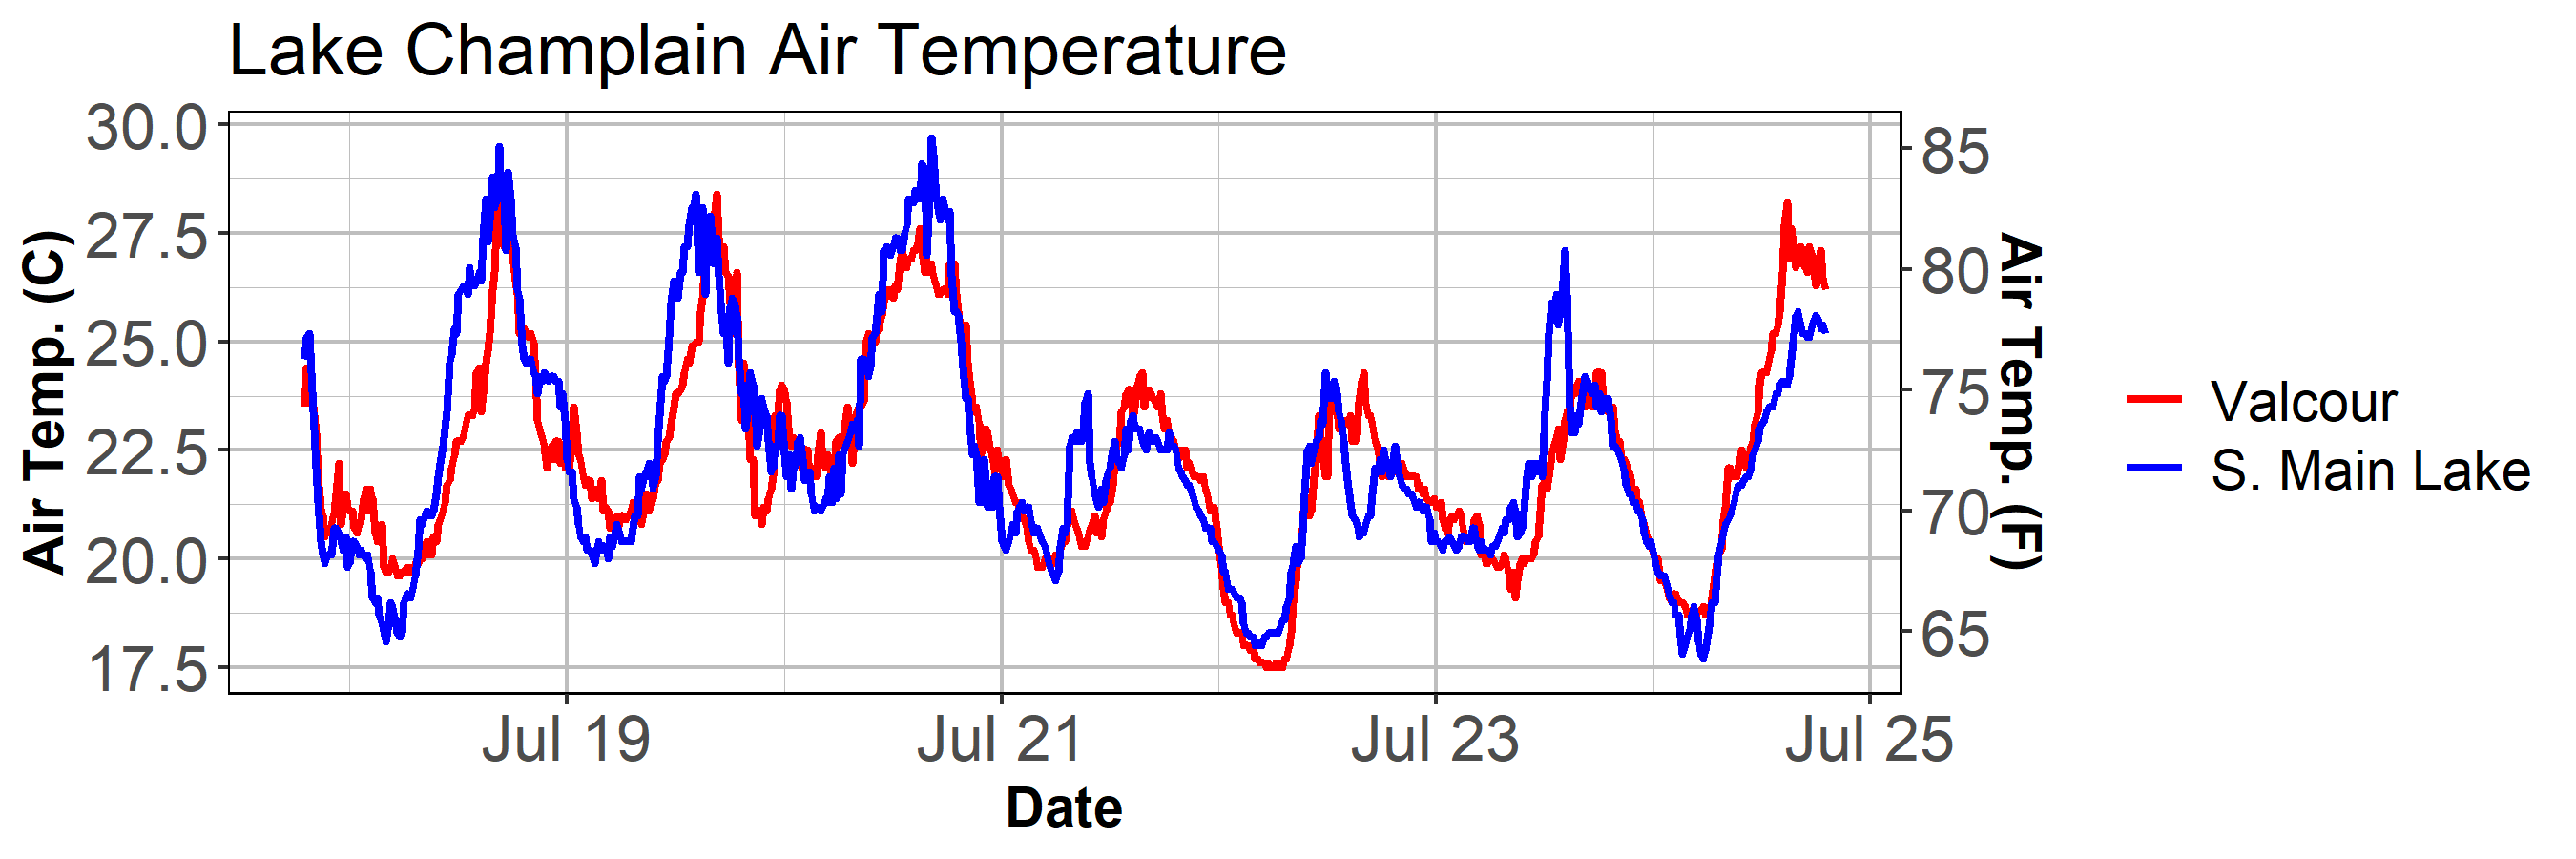 Lake Champlain Air Temperature
30.0
27.5
25.0
22.5
20.0
17.5
Air Temp. (C)
85
80
75
70
65
Air Temp. (F)
Jul 19
Jul 21
Jul 23
Jul 25
Date
Valcour
S. Main Lake